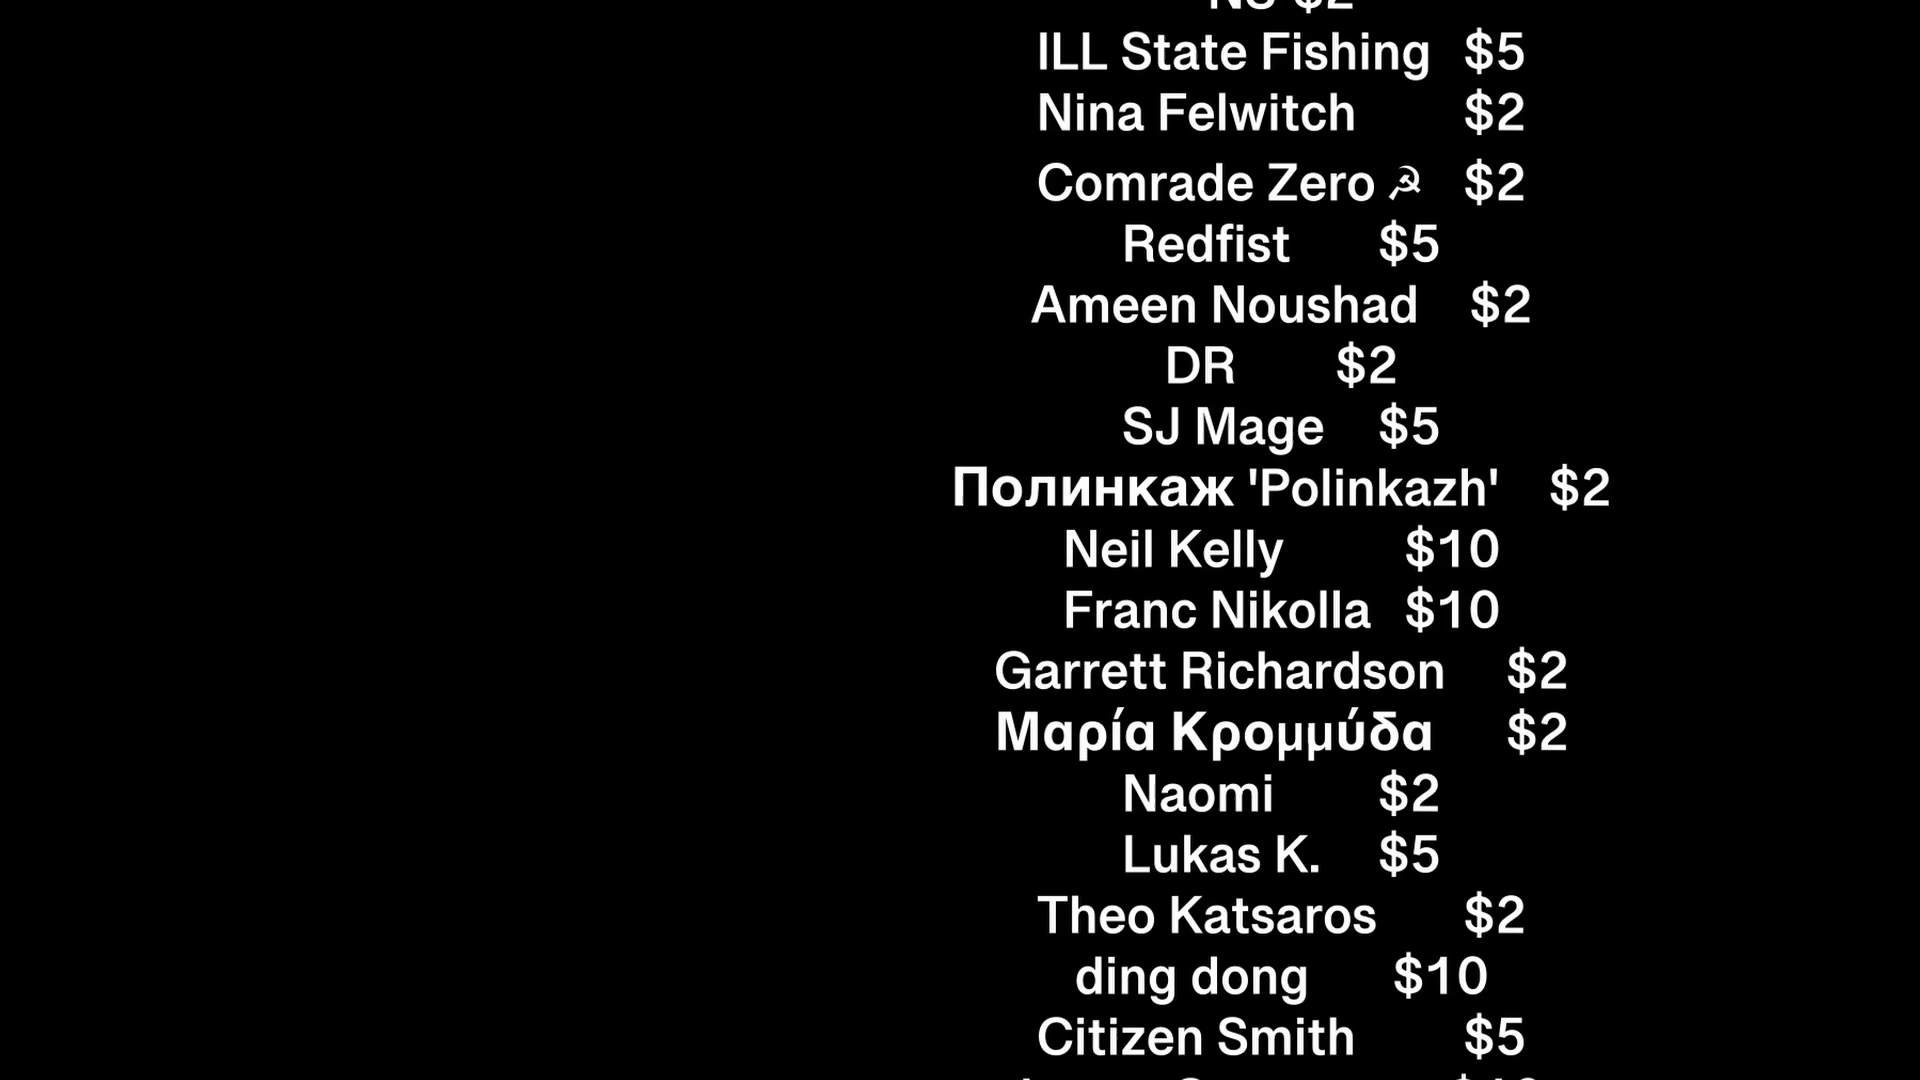 ILL State Fishing $5
Nina Felwitch $2
Comrade Zero ☭ $2
Redfist $5
Ameen Noushad $2
DR $2
SJ Mage $5
Полинкаж 'Polinkazh' $2
Neil Kelly $10
Franc Nikolla $10
Garrett Richardson $2
Μαρία Κρομμύδα $2
Naomi $2
Lukas K. $5
Theo Katsaros $2
ding dong $10
Citizen Smith $5